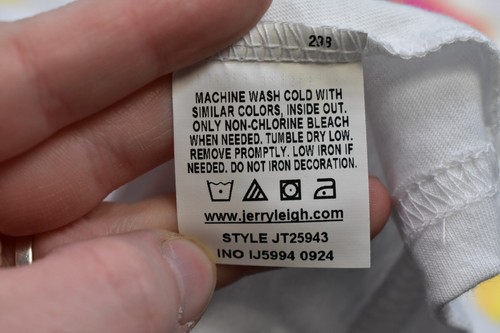 238
MACHINE WASH COLD WITH
SIMILAR COLORS, INSIDE OUT.
ONLY NON-CHLORINE BLEACH
WHEN NEEDED. TUMBLE DRY LOW.
REMOVE PROMPTLY. LOW IRON IF
NEEDED. DO NOT IRON DECORATION.
www.jerryleigh.com
STYLE JT25943
INO IJ5994 0924